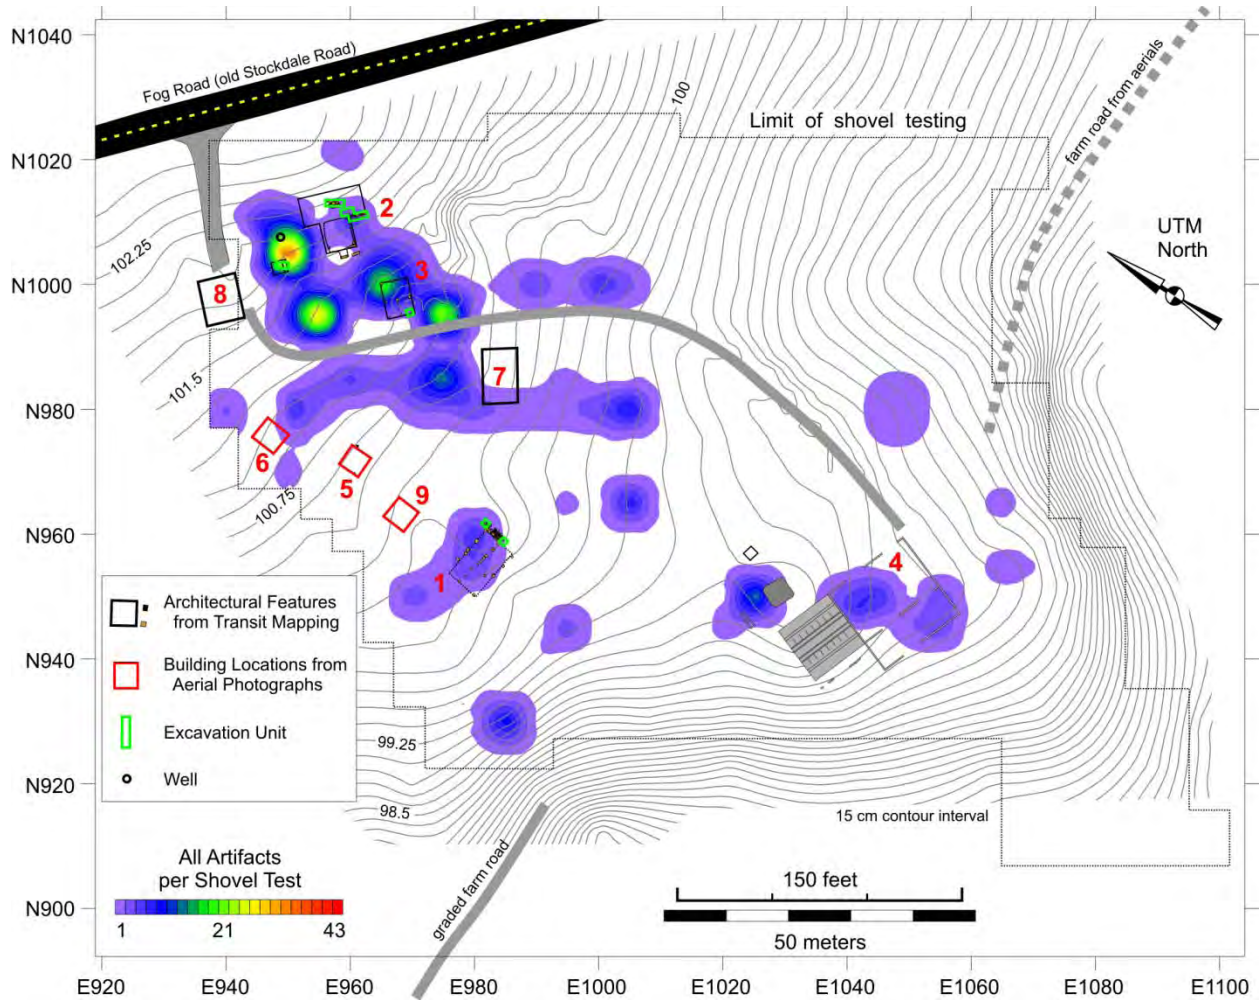 N1040
N1020
N1000
N980
N960
N940
N920
N900
Fog Road (old Stockdale Road)
100
Limit of shovel testing
farm road from aerials
UTM
North
102.25
101.5
100.75
99.25
98.5
2
3
8
7
6
5
9
1
4
Architectural Features
from Transit Mapping
Building Locations from
Aerial Photographs
Excavation Unit
Well
15 cm contour interval
All Artifacts
per Shovel Test
1 21 43
graded farm road
150 feet
50 meters
E920 E940 E960 E980 E1000 E1020 E1040 E1060 E1080 E1100